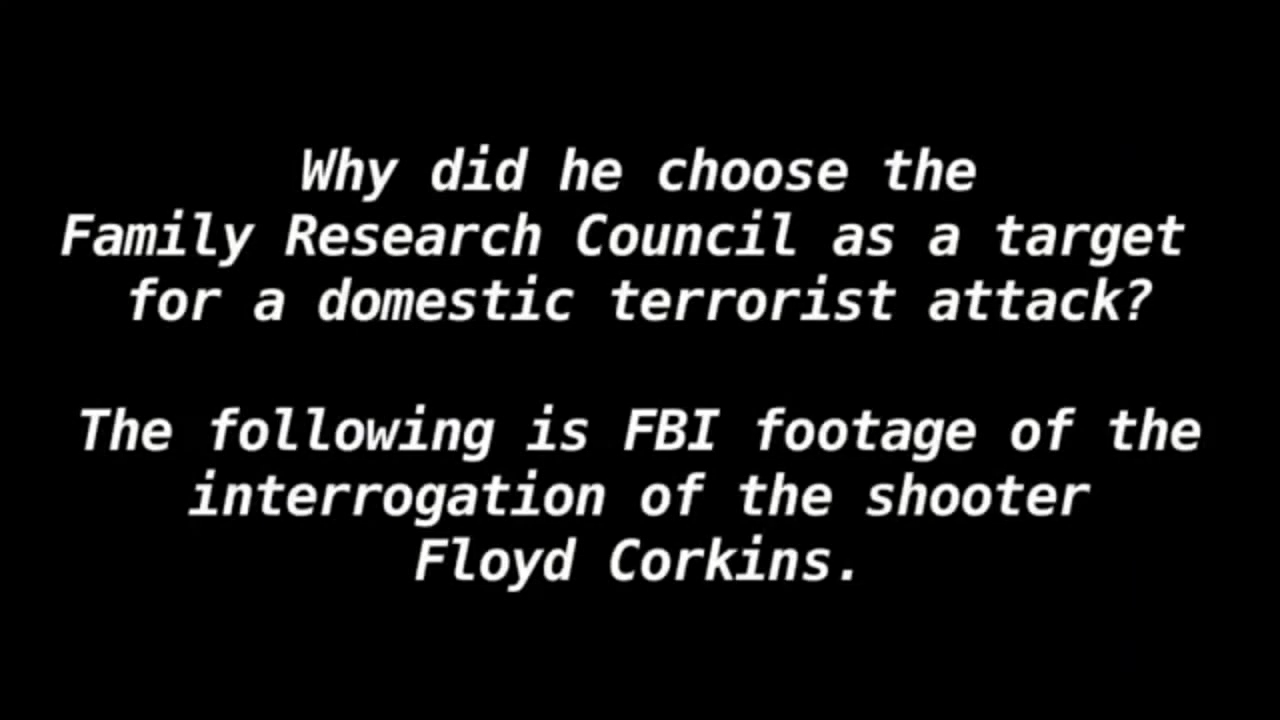 Why did he choose the
Family Research Council as a target
for a domestic terrorist attack?
The following is FBI footage of the
interrogation of the shooter
Floyd Corkins.